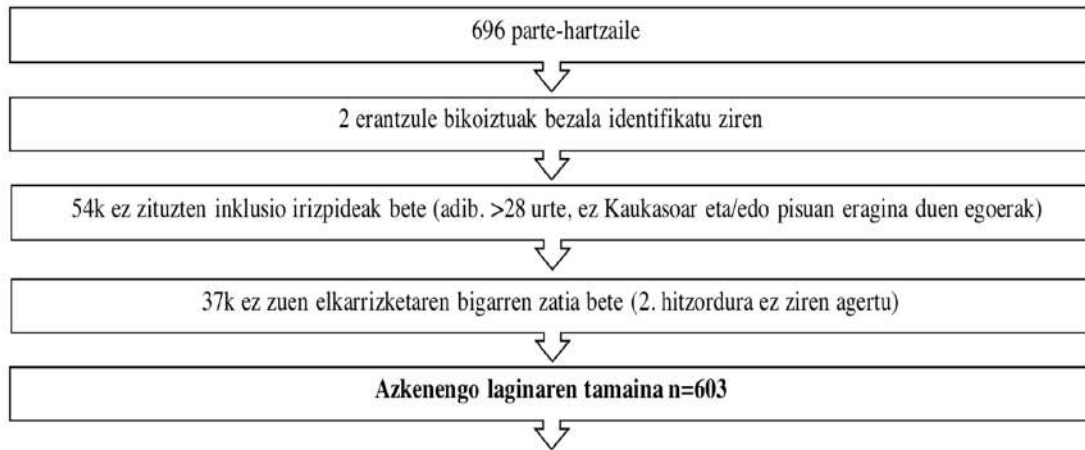 696 parte-hartzaile
2 erantzule bikoiztuak bezala identifikatu ziren
54k ez zituzten inklusio irizpideak bete (adib. >28 urte, ez Kaukasoar eta/edo pisuan eragina duen egoerak)
37k ez zuen elkarrizketaren bigarren zatia bete (2. hitzordura ez ziren agertu)
Azkenengo laginaren tamaina n=603